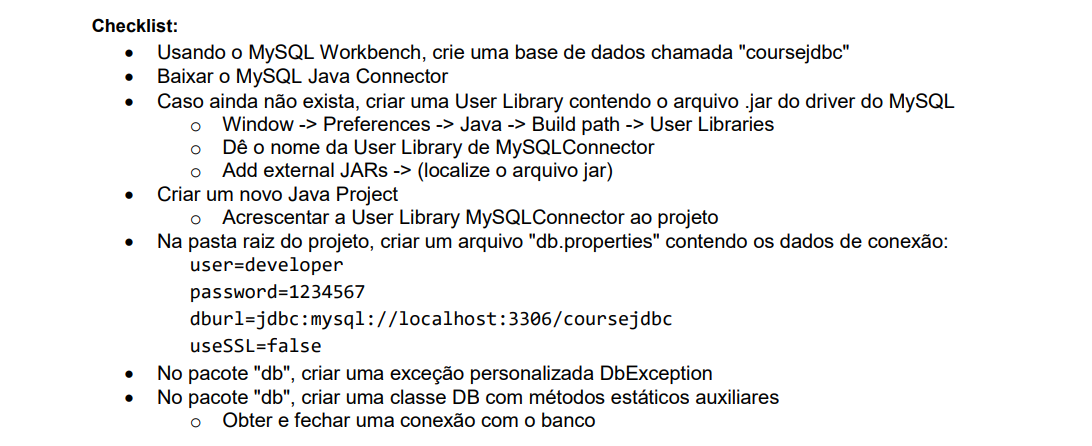 Checklist:
• Usando o MySQL Workbench, crie uma base de dados chamada "coursejdbc"
• Baixar o MySQL Java Connector
• Caso ainda não exista, criar uma User Library contendo o arquivo .jar do driver do MySQL
o Window -> Preferences -> Java -> Build path -> User Libraries
o Dê o nome da User Library de MySQLConnector
o Add external JARs -> (localize o arquivo jar)
• Criar um novo Java Project
o Acrescentar a User Library MySQLConnector ao projeto
• Na pasta raiz do projeto, criar um arquivo "db.properties" contendo os dados de conexão:
user=developer
password=1234567
dburl=jdbc:mysql://localhost:3306/coursejdbc
useSSL=false
• No pacote "db", criar uma exceção personalizada DbException
• No pacote "db", criar uma classe DB com métodos estáticos auxiliares
o Obter e fechar uma conexão com o banco